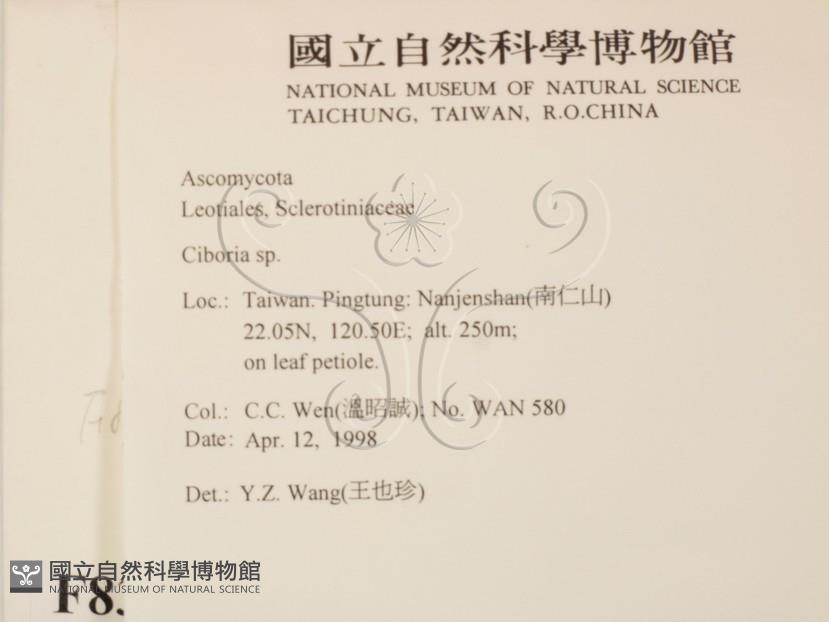 國立自然科學博物館
NATIONAL MUSEUM OF NATURAL SCIENCE
TAICHUNG, TAIWAN, R.O.CHINA
Ascomycota
Leotiales, Sclerotiniaceae
Ciboria sp.
Loc.: Taiwan. Pingtung: Nanjenshan(南仁山)
22.05N, 120.50E; alt. 250m;
on leaf petiole.
Col.: C.C. Wen(溫昭誠); No. WAN 580
Date: Apr. 12, 1998
Det.: Y.Z. Wang(王也珍)
國立自然科學博物館
NATIONAL MUSEUM OF NATURAL SCIENCE